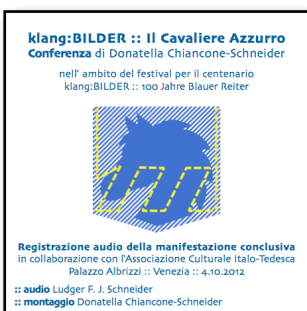 klang:BILDER :: Il Cavaliere Azzurro
Conferenza di Donatella Chiancone-Schneider
nell' ambito del festival per il centenario
klang:BILDER :: 100 Jahre Blauer Reiter
Registrazione audio della manifestazione conclusiva
in collaborazione con l'Associazione Culturale Italo-Tedesca
Palazzo Albrizzi :: Venezia :: 4.10.2012
:: audio Ludger F. J. Schneider
:: montaggio Donatella Chiancone-Schneider